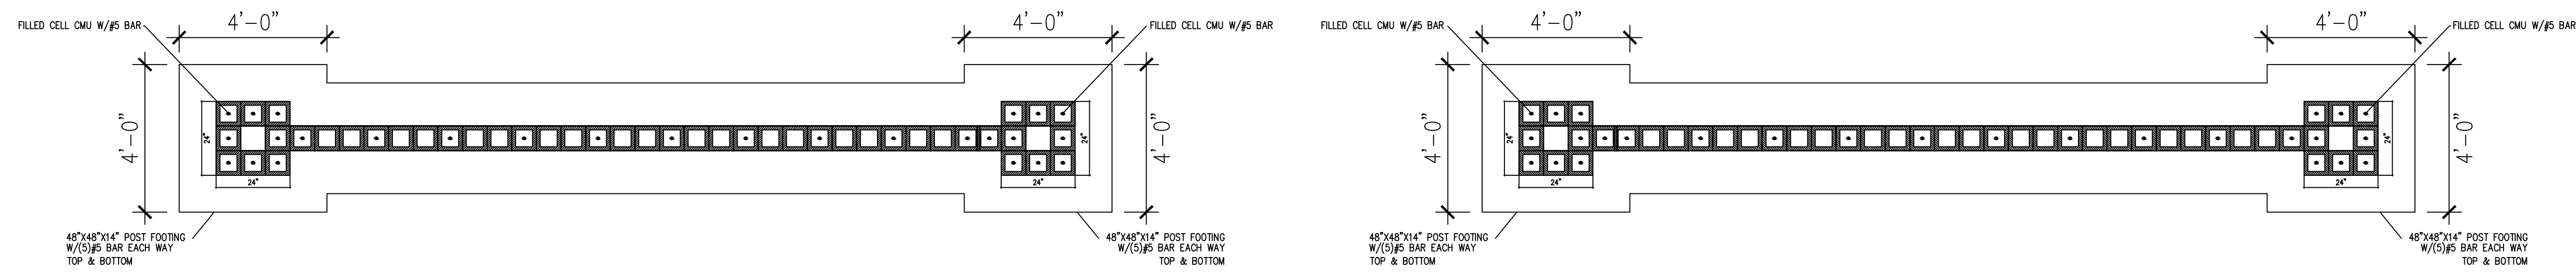 4'-0"
4'-0"
4'-0"
4'-0"
FILLED CELL CMU W/#5 BAR
FILLED CELL CMU W/#5 BAR
FILLED CELL CMU W/#5 BAR
FILLED CELL CMU W/#5 BAR
4'-0"
24"
24"
4'-0"
4'-0"
24"
24"
4'-0"
24"
24"
24"
24"
48"X48"X14" POST FOOTING
W/(5)#5 BAR EACH WAY
TOP & BOTTOM
48"X48"X14" POST FOOTING
W/(5)#5 BAR EACH WAY
TOP & BOTTOM
48"X48"X14" POST FOOTING
W/(5)#5 BAR EACH WAY
TOP & BOTTOM
48"X48"X14" POST FOOTING
W/(5)#5 BAR EACH WAY
TOP & BOTTOM